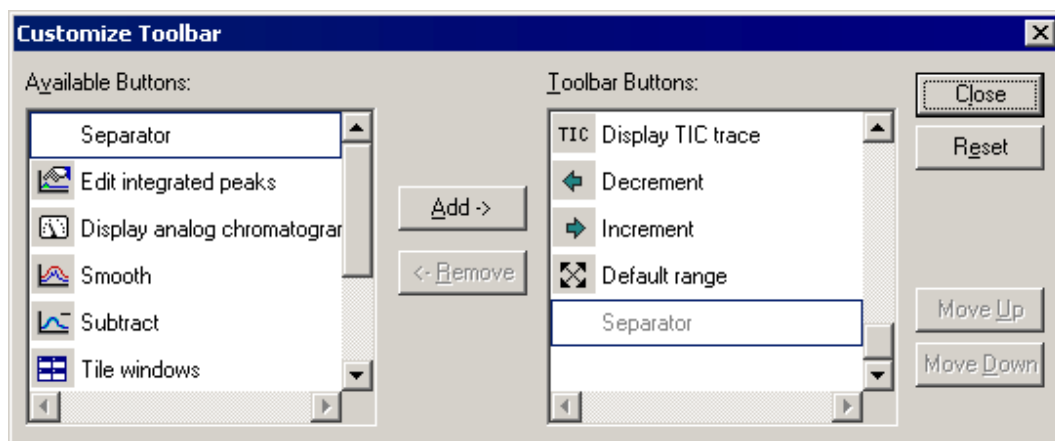 Customize Toolbar
Available Buttons:
Separator
Edit integrated peaks
Display analog chromatogra
Smooth
Subtract
Tile windows
Add ->
<- Remove
Toolbar Buttons:
TIC Display TIC trace
Decrement
Increment
Default range
Separator
Close
Reset
Move Up
Move Down